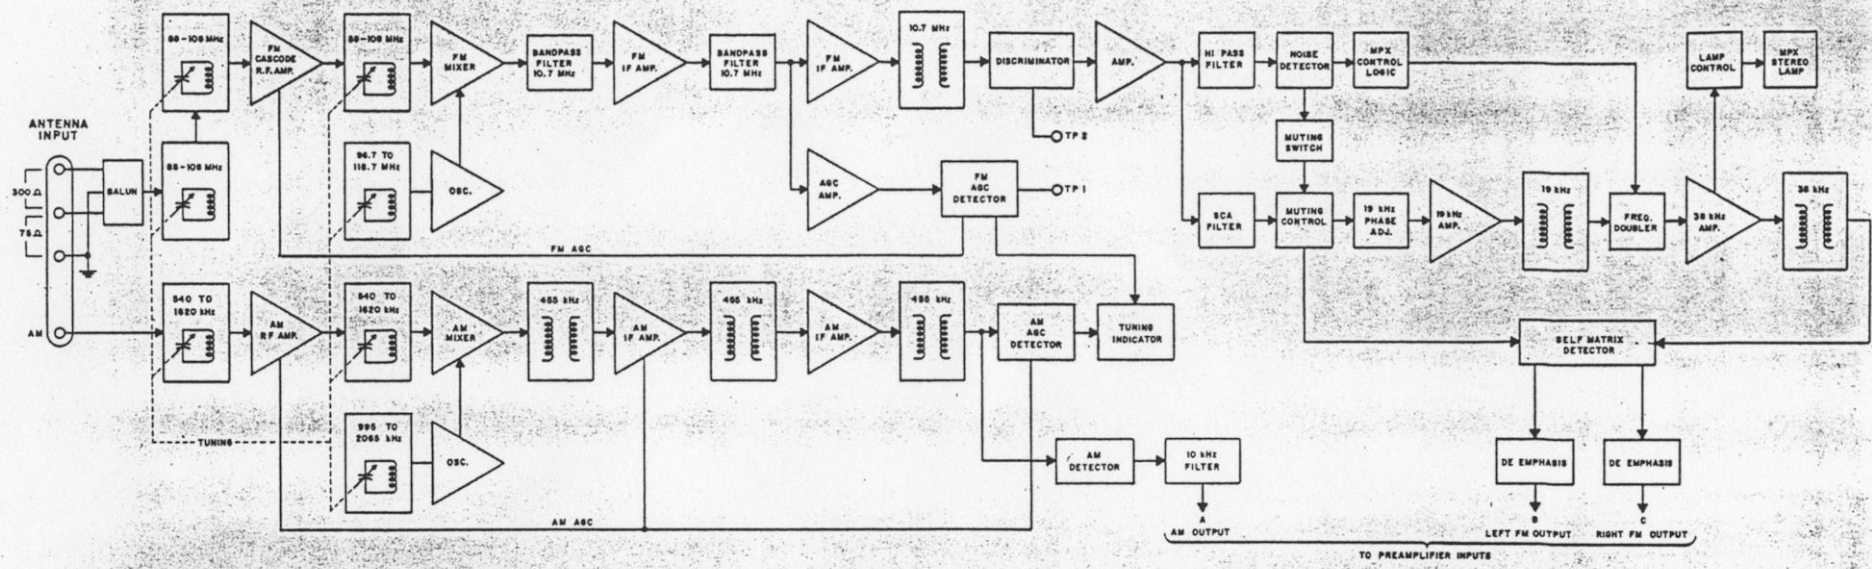 ANTENNA
INPUT
300 Ω
75 Ω
AM
BALUN
88-108 MHz
88-108 MHz
FM
CASCODE
R.F. AMP.
88-108 MHz
FM
MIXER
96.7 TO
118.7 MHz
OSC.
BANDPASS
FILTER
10.7 MHz
FM
IF AMP.
BANDPASS
FILTER
10.7 MHz
FM
IF AMP.
10.7 MHz
DISCRIMINATOR
TP 2
AMP.
AGC
AMP.
FM
AGC
DETECTOR
TP 1
FM AGC
HI PASS
FILTER
NOISE
DETECTOR
MPX
CONTROL
LOGIC
MUTING
SWITCH
SCA
FILTER
MUTING
CONTROL
19 kHz
PHASE
ADJ.
19 kHz
AMP.
19 kHz
FREQ.
DOUBLER
38 kHz
AMP.
38 kHz
LAMP
CONTROL
MPX
STEREO
LAMP
540 TO
1620 kHz
AM
RF AMP.
540 TO
1620 kHz
AM
MIXER
455 kHz
AM
IF AMP.
455 kHz
AM
IF AMP.
455 kHz
AM
AGC
DETECTOR
TUNING
INDICATOR
SELF MATRIX
DETECTOR
TUNING
995 TO
2065 kHz
OSC.
AM AGC
AM
DETECTOR
10 kHz
FILTER
DE EMPHASIS
DE EMPHASIS
A
AM OUTPUT
B
LEFT FM OUTPUT
C
RIGHT FM OUTPUT
TO PREAMPLIFIER INPUTS